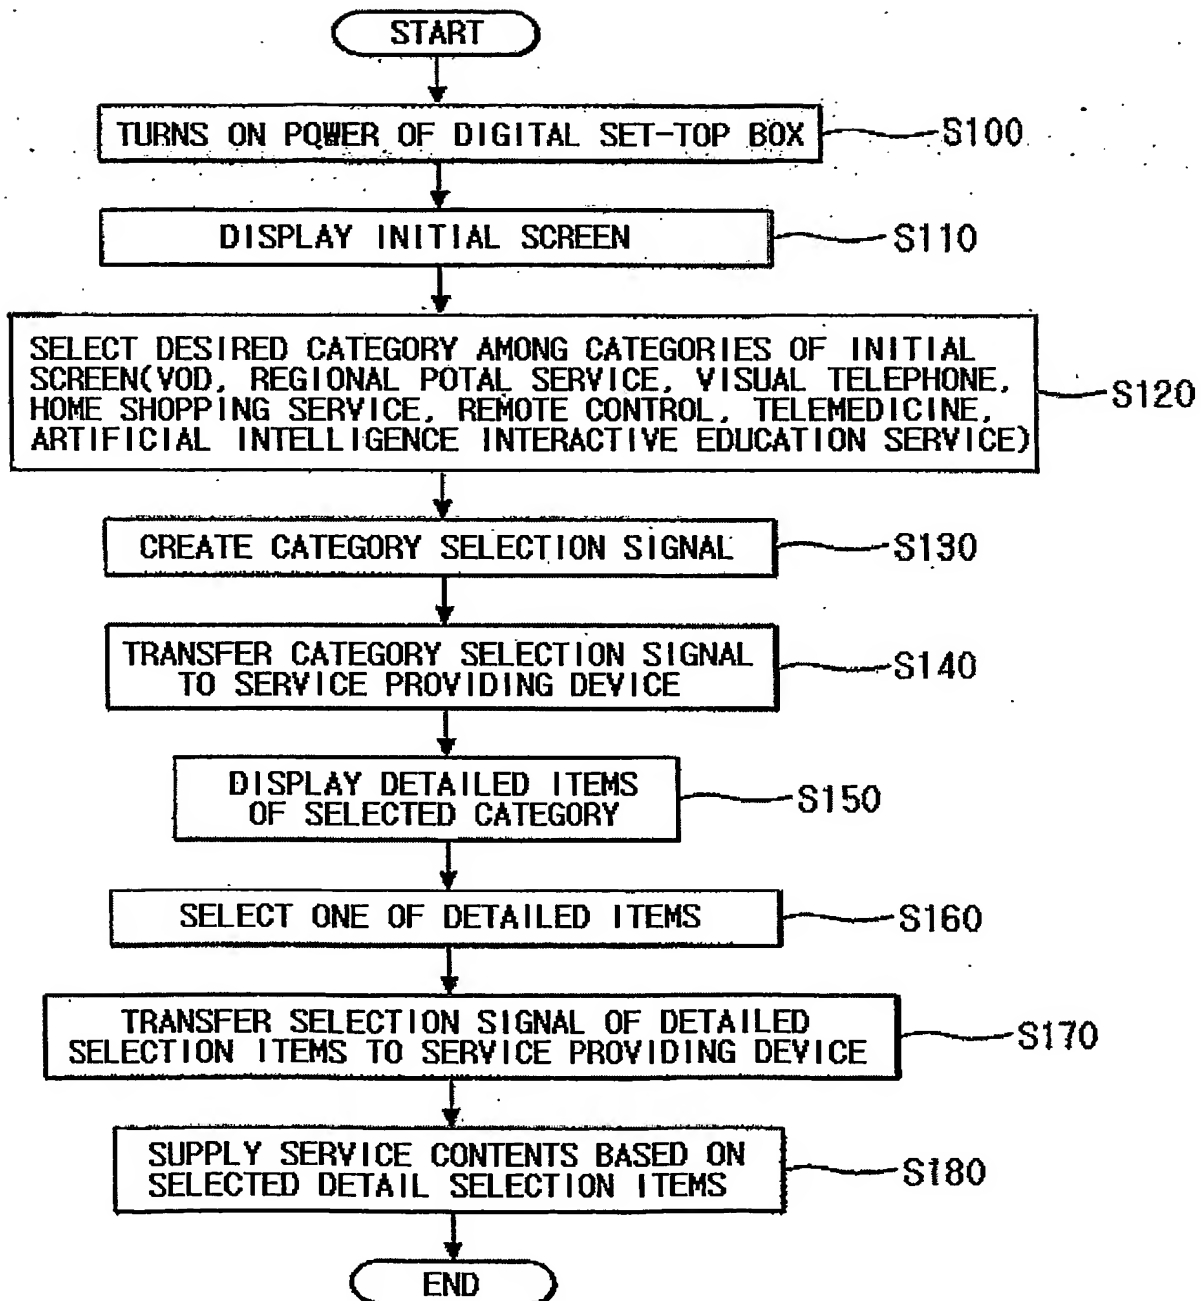 START
TURNS ON POWER OF DIGITAL SET-TOP BOX
S100
DISPLAY INITIAL SCREEN
S110
SELECT DESIRED CATEGORY AMONG CATEGORIES OF INITIAL
SCREEN(VOD, REGIONAL POTAL SERVICE, VISUAL TELEPHONE,
HOME SHOPPING SERVICE, REMOTE CONTROL, TELEMEDICINE,
ARTIFICIAL INTELLIGENCE INTERACTIVE EDUCATION SERVICE)
S120
CREATE CATEGORY SELECTION SIGNAL
S130
TRANSFER CATEGORY SELECTION SIGNAL
TO SERVICE PROVIDING DEVICE
S140
DISPLAY DETAILED ITEMS
OF SELECTED CATEGORY
S150
SELECT ONE OF DETAILED ITEMS
S160
TRANSFER SELECTION SIGNAL OF DETAILED
SELECTION ITEMS TO SERVICE PROVIDING DEVICE
S170
SUPPLY SERVICE CONTENTS BASED ON
SELECTED DETAIL SELECTION ITEMS
S180
END